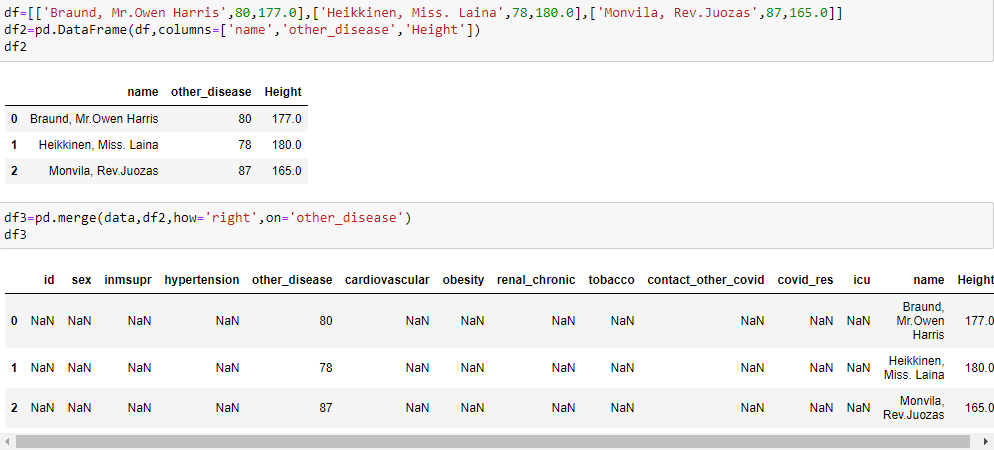 df=[['Braund, Mr.Owen Harris',80,177.0],['Heikkinen, Miss. Laina',78,180.0],['Monvila, Rev.Juozas',87,165.0]]
df2=pd.DataFrame(df,columns=['name','other_disease','Height'])
df2
name other_disease Height
0 Braund, Mr.Owen Harris 80 177.0
1 Heikkinen, Miss. Laina 78 180.0
2 Monvila, Rev.Juozas 87 165.0
df3=pd.merge(data,df2,how='right',on='other_disease')
df3
id sex inmsupr hypertension other_disease cardiovascular obesity renal_chronic tobacco contact_other_covid covid_res icu name Height
0 NaN NaN NaN NaN 80 NaN NaN NaN NaN NaN NaN NaN Braund, Mr.Owen Harris 177.0
1 NaN NaN NaN NaN 78 NaN NaN NaN NaN NaN NaN NaN Heikkinen, Miss. Laina 180.0
2 NaN NaN NaN NaN 87 NaN NaN NaN NaN NaN NaN NaN Monvila, Rev.Juozas 165.0